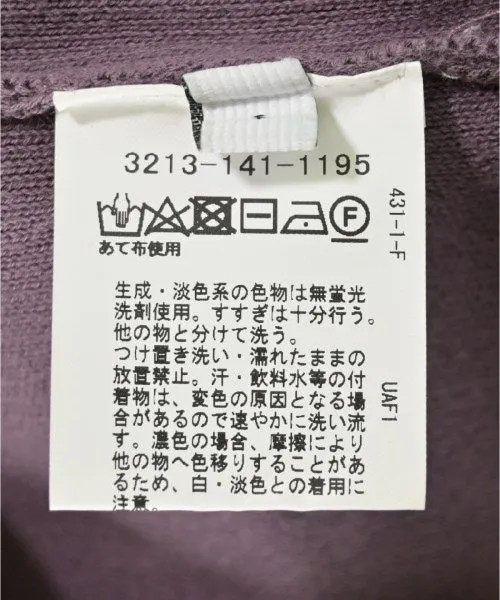 3213-141-1195
F
あて布使用
生成・淡色系の色物は無蛍光
洗剤使用。すすぎは十分行う。
他の物と分けて洗う。
つけ置き洗い・濡れたままの
放置禁止。汗・飲料水等の付
着物は、変色の原因となる場
合があるので速やかに洗い流
す。濃色の場合、摩擦により
他の物へ色移りすることがあ
るため、白・淡色との着用に
注意。
431-1-F
UAF1